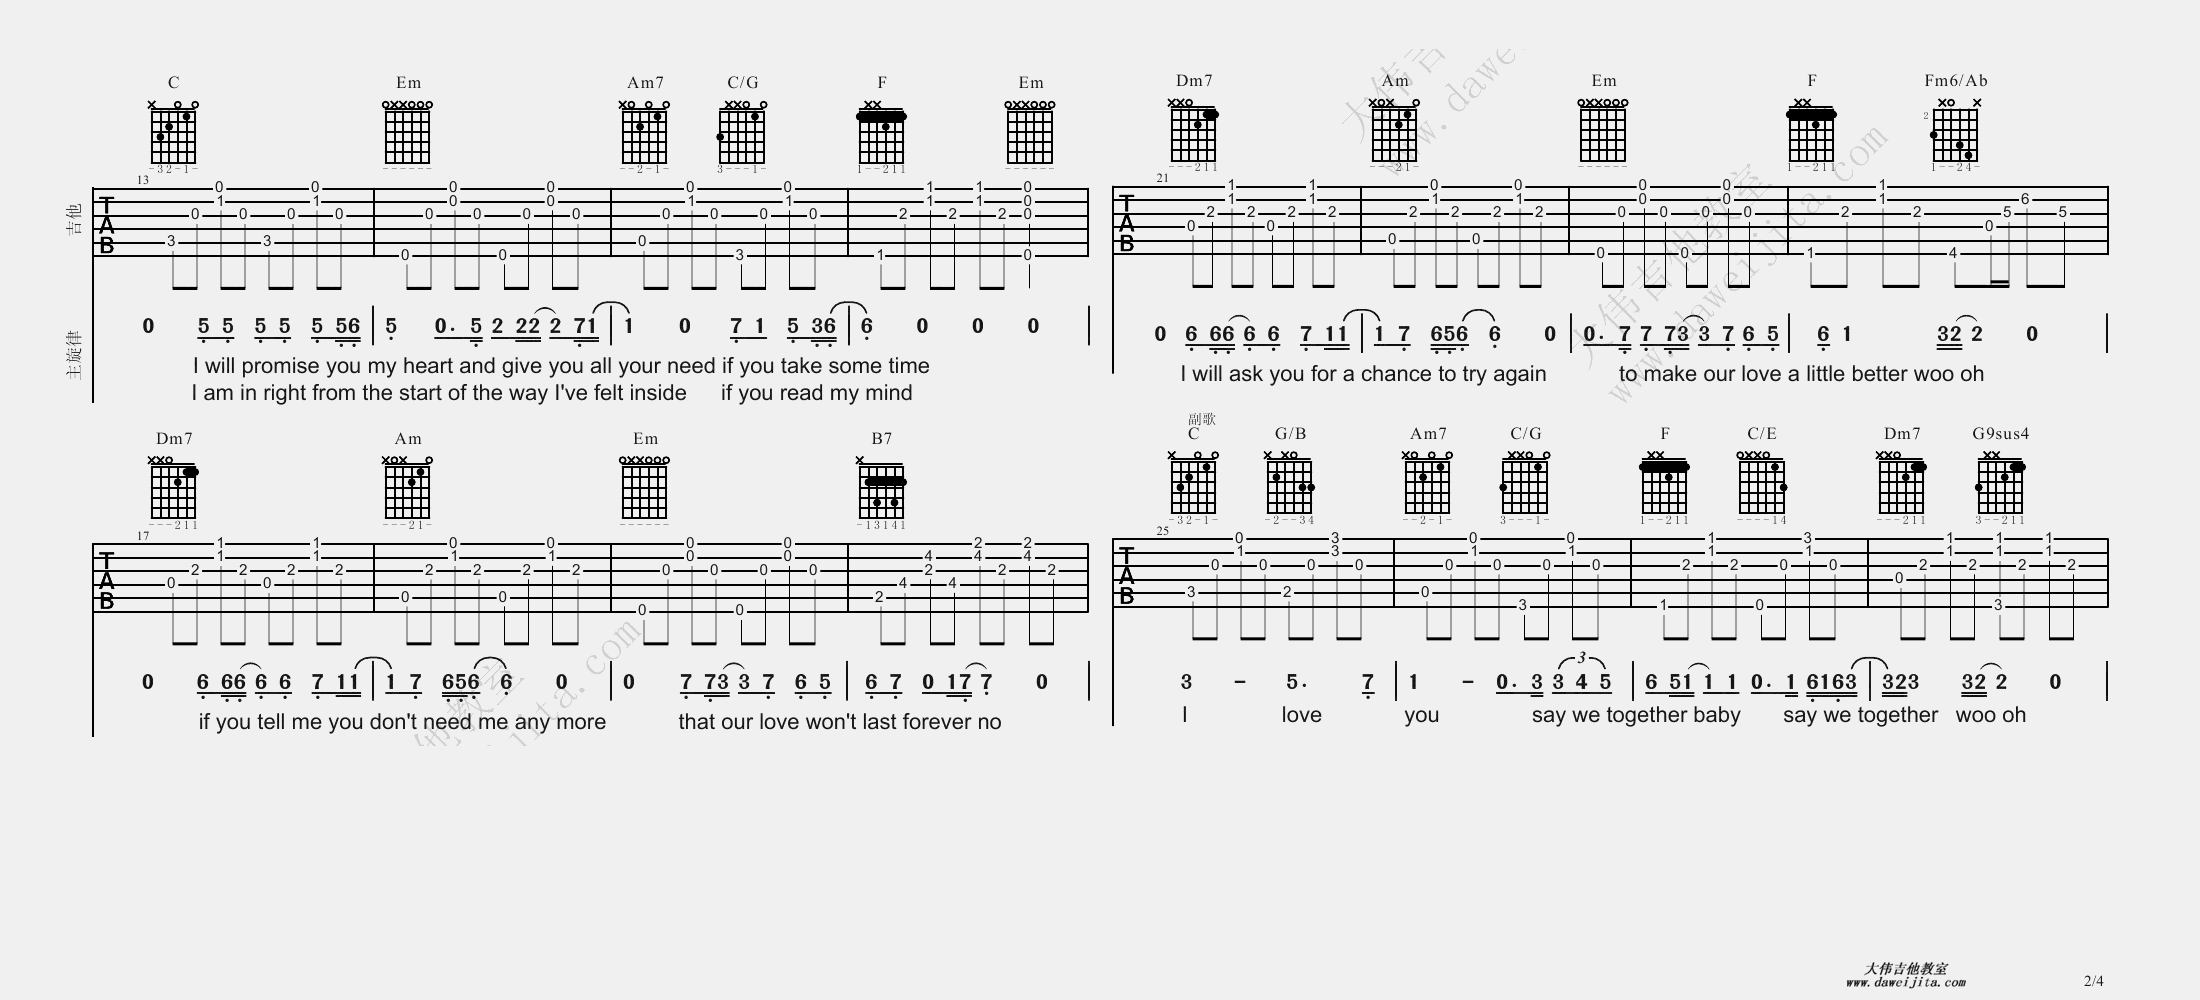 C Em Am7 C/G F Em
吉他
13
T A B
主旋律
0 5 5 5 5 5 56 5 0. 5 2 22 2 71 1 0 7 1 5 36 6 0 0 0
I will promise you my heart and give you all your need if you take some time
I am in right from the start of the way I've felt inside if you read my mind
Dm7 Am Em B7
17
T A B
0 6 66 6 6 7 11 1 7 656 6 0 0 7 73 3 7 6 5 6 7 0 17 7 0
if you tell me you don't need me any more that our love won't last forever no
Dm7 Am Em F Fm6/Ab
21
T A B
0 6 66 6 6 7 11 1 7 656 6 0 0. 7 7 73 3 7 6 5 6 1 32 2 0
I will ask you for a chance to try again to make our love a little better woo oh
副歌
C G/B Am7 C/G F C/E Dm7 G9sus4
25
T A B
3 - 5. 7 1 - 0. 3 3 4 5 6 51 1 1 0. 1 6163 323 32 2 0
I love you say we together baby say we together woo oh
大伟吉他教室
www.daweijita.com
2/4